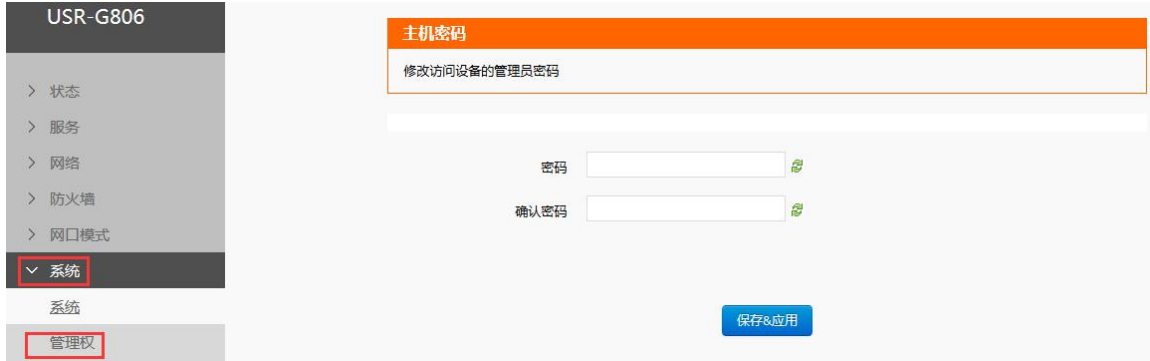 USR-G806
状态
服务
网络
防火墙
网口模式
系统
系统
管理权
主机密码
修改访问设备的管理员密码
密码
确认密码
保存&应用